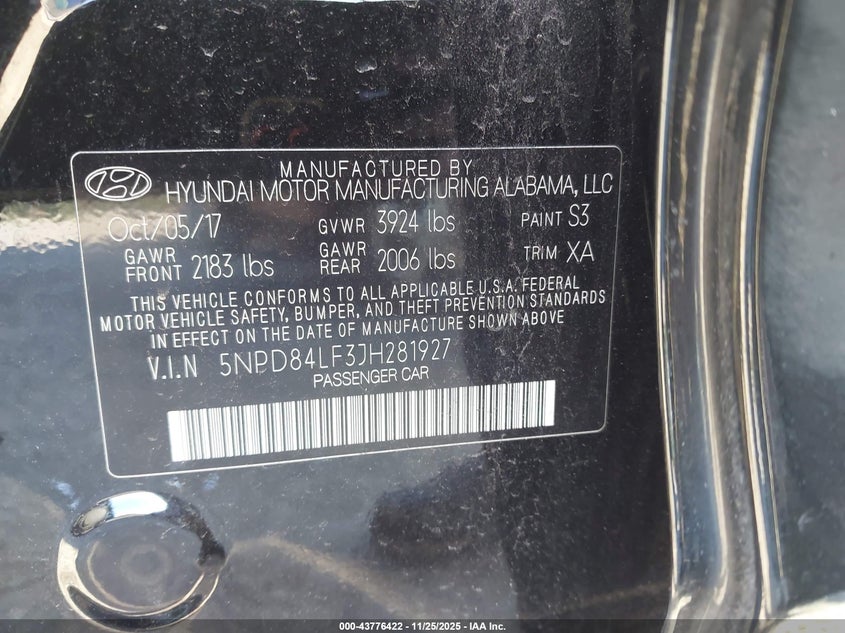 MANUFACTURED BY
HYUNDAI MOTOR MANUFACTURING ALABAMA, LLC
Oct/05/17 GVWR 3924 lbs PAINT S3
GAWR FRONT 2183 lbs GAWR REAR 2006 lbs TRIM XA
THIS VEHICLE CONFORMS TO ALL APPLICABLE U.S.A. FEDERAL
MOTOR VEHICLE SAFETY, BUMPER, AND THEFT PREVENTION STANDARDS
IN EFFECT ON THE DATE OF MANUFACTURE SHOWN ABOVE
V.I.N 5NPD84LF3JH281927
PASSENGER CAR
000-43776422 | 11/25/2025 - IAA Inc.